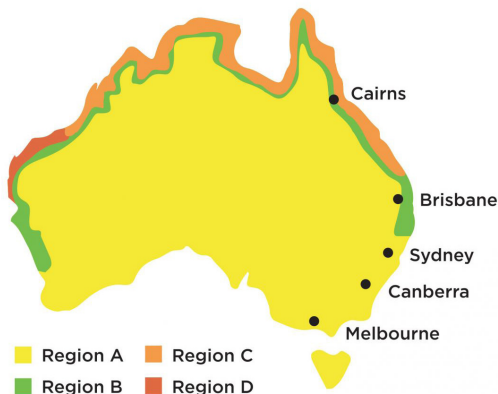 Cairns
Brisbane
Sydney
Canberra
Melbourne
Region A
Region C
Region B
Region D